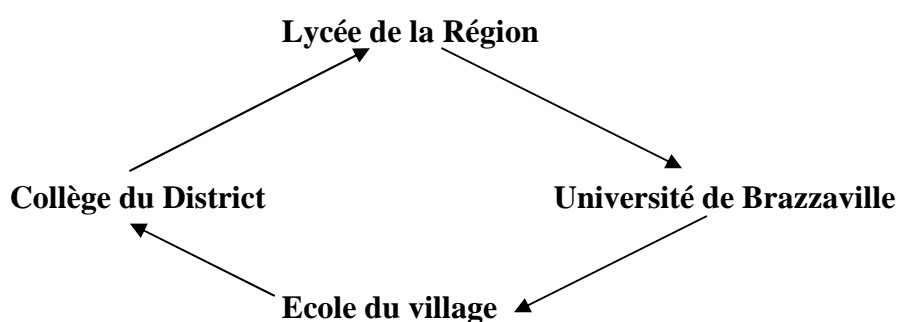 Lycée de la Région
Collège du District
Université de Brazzaville
Ecole du village